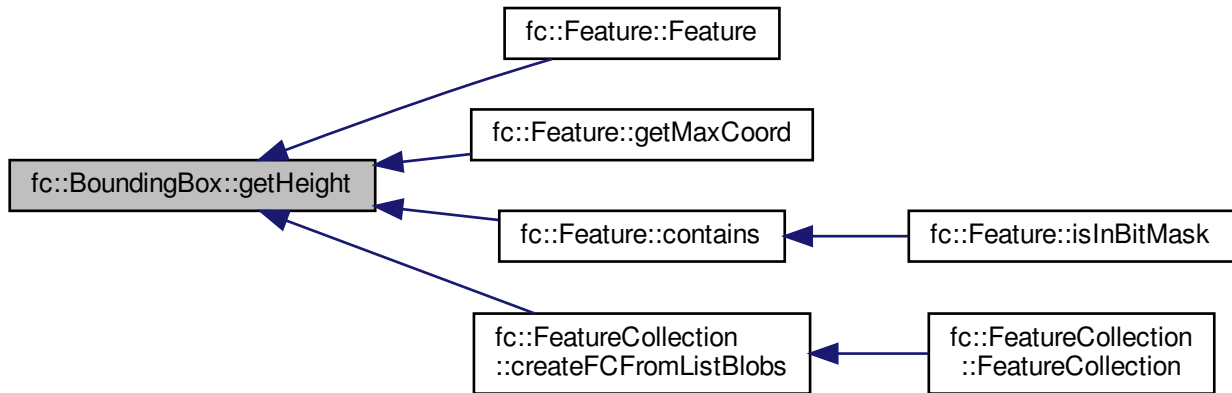 fc::Feature::Feature
fc::Feature::getMaxCoord
fc::BoundingBox::getHeight
fc::Feature::contains
fc::Feature::isInBitMask
fc::FeatureCollection
::createFCFromListBlobs
fc::FeatureCollection
::FeatureCollection